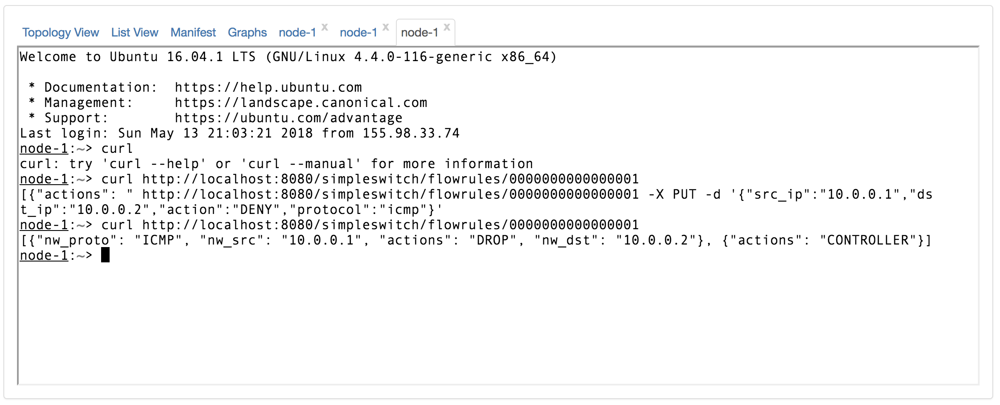 Topology View List View Manifest Graphs node-1 x node-1 x node-1 x
Welcome to Ubuntu 16.04.1 LTS (GNU/Linux 4.4.0-116-generic x86_64)
* Documentation: https://help.ubuntu.com
* Management: https://landscape.canonical.com
* Support: https://ubuntu.com/advantage
Last login: Sun May 13 21:03:21 2018 from 155.98.33.74
node-1:~> curl
curl: try 'curl --help' or 'curl --manual' for more information
node-1:~> curl http://localhost:8080/simpleswitch/flowrules/0000000000000001
[{"actions": " http://localhost:8080/simpleswitch/flowrules/0000000000000001 -X PUT -d '{"src_ip":"10.0.0.1","ds
t_ip":"10.0.0.2","action":"DENY","protocol":"icmp"}'
node-1:~> curl http://localhost:8080/simpleswitch/flowrules/0000000000000001
[{"nw_proto": "ICMP", "nw_src": "10.0.0.1", "actions": "DROP", "nw_dst": "10.0.0.2"}, {"actions": "CONTROLLER"}]
node-1:~>